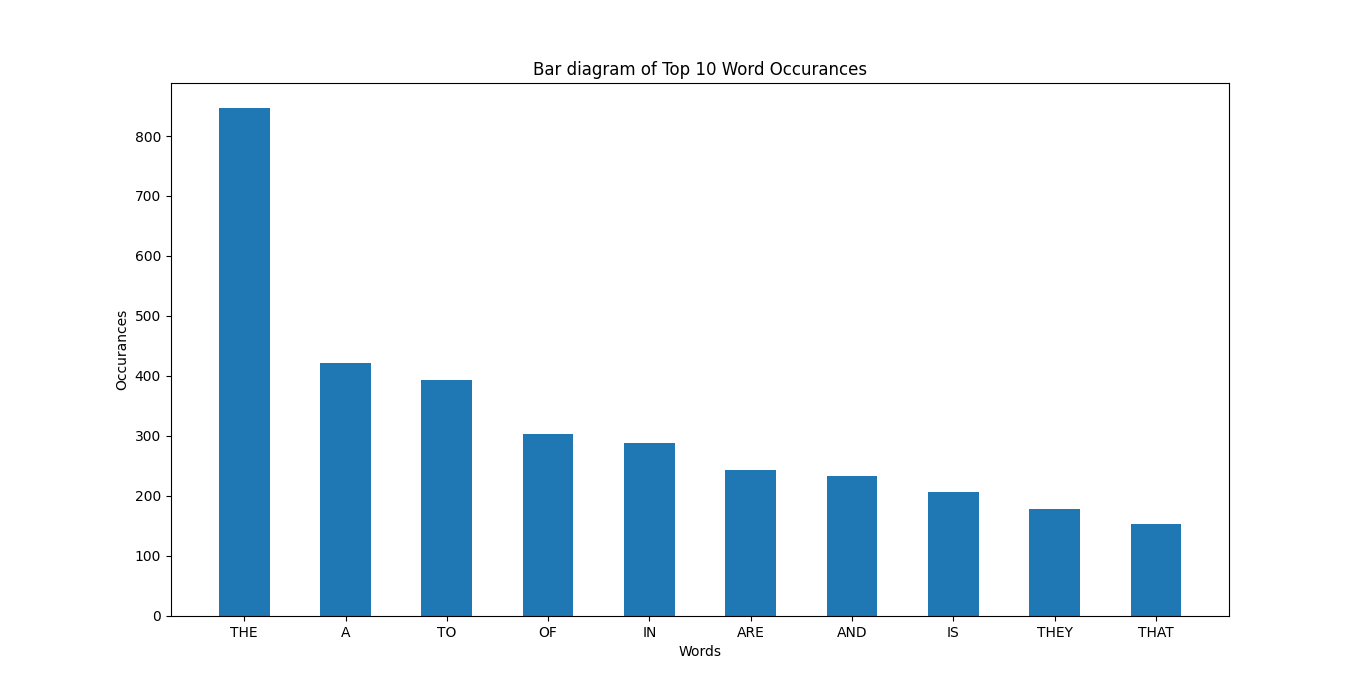 Bar diagram of Top 10 Word Occurances
800
700
600
500
400
300
200
100
0
Occurances
THE A TO OF IN ARE AND IS THEY THAT
Words